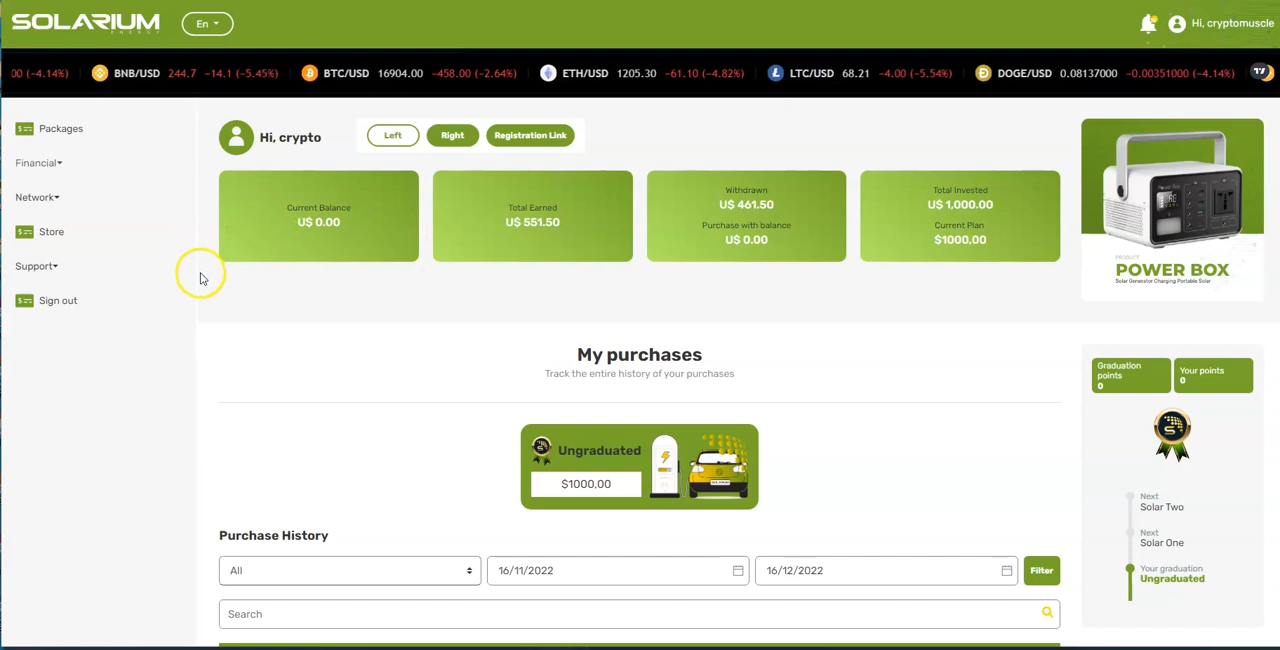 SOLARIUM
ENERGY
En
Hi, cryptomuscle
00 (−4.14%) BNB/USD 244.7 −14.1 (−5.45%) BTC/USD 16904.00 −458.00 (−2.64%) ETH/USD 1205.30 −61.10 (−4.82%) LTC/USD 68.21 −4.00 (−5.54%) DOGE/USD 0.08137000 −0.00351000 (−4.14%)
Packages
Financial
Network
Store
Support
Sign out
Hi, crypto
Left
Right
Registration Link
Current Balance
U$ 0.00
Total Earned
U$ 551.50
Withdrawn
U$ 461.50
Purchase with balance
U$ 0.00
Total Invested
U$ 1,000.00
Current Plan
$1000,00
PRODUCT
POWER BOX
Solar Generator Charging Portable Solar
My purchases
Track the entire history of your purchases
Ungraduated
$1000,00
Purchase History
All
16/11/2022
16/12/2022
Filter
Search
Graduation
points
0
Your points
0
Next
Solar Two
Next
Solar One
Your graduation
Ungraduated